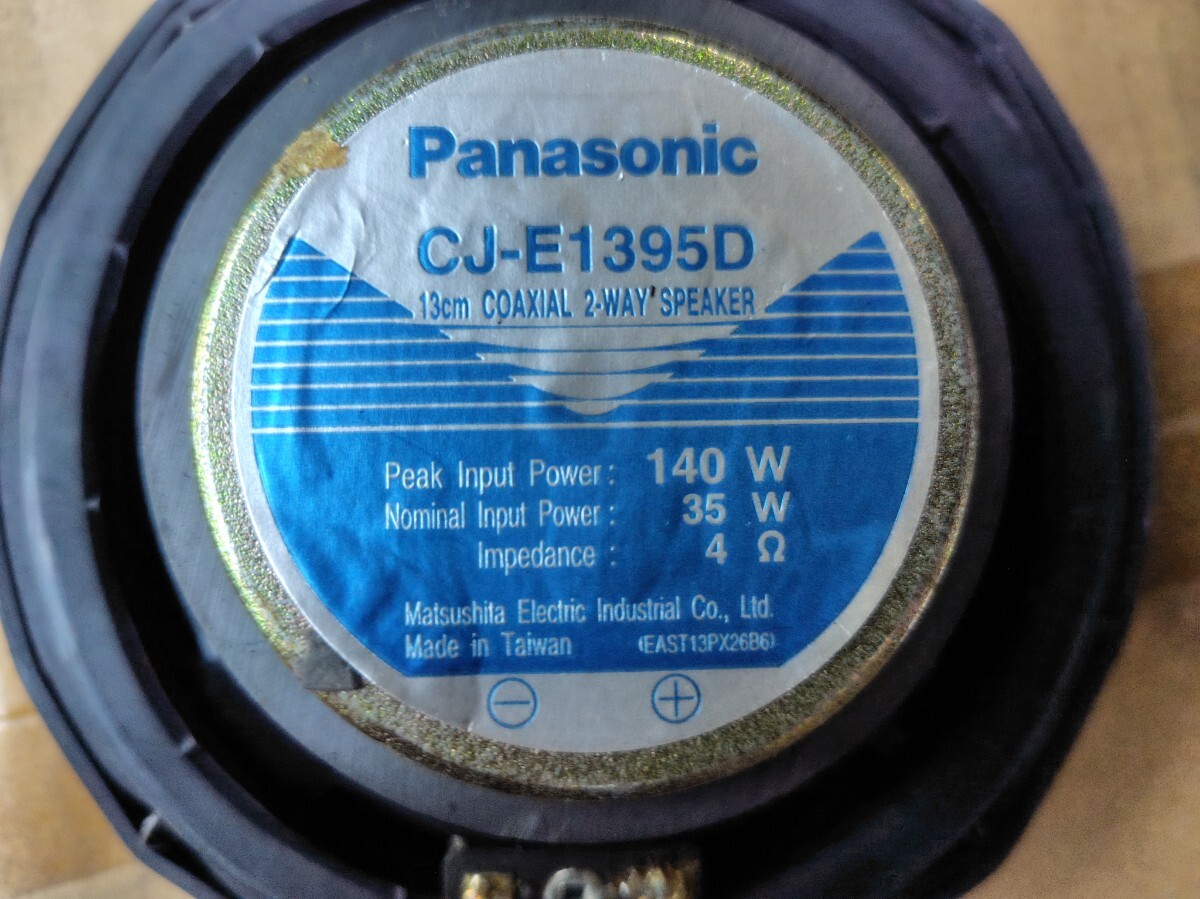 Panasonic
CJ-E1395D
13cm COAXIAL 2-WAY SPEAKER
Peak Input Power: 140 W
Nominal Input Power: 35 W
Impedance : 4 Ω
Matsushita Electric Industrial Co., Ltd.
Made in Taiwan (EAST13PX26B6)
⊖ ⊕